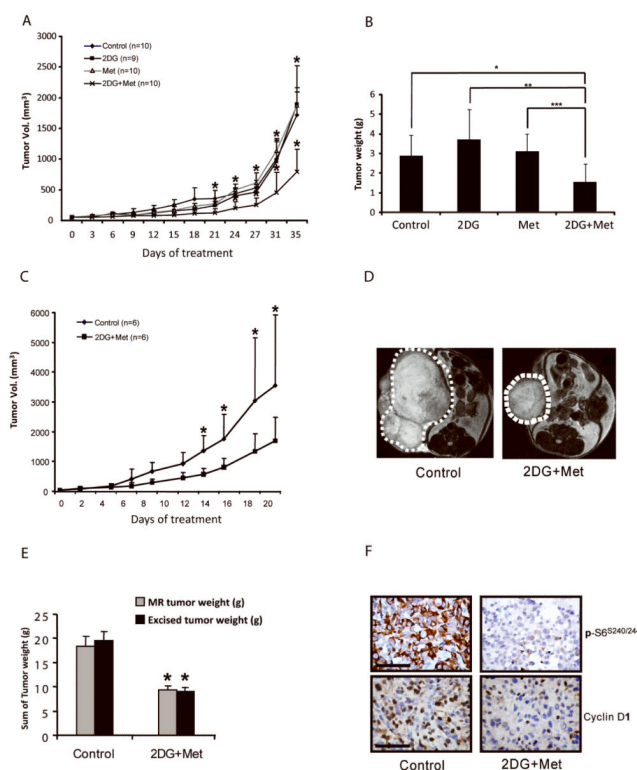 A
Tumor Vol. (mm³)
3000
2500
2000
1500
1000
500
0
Control (n=10)
2DG (n=9)
Met (n=10)
2DG+Met (n=10)
* * * * * * *
0 3 6 9 12 15 18 21 24 27 31 35
Days of treatment
B
Tumor weight (g)
6
5
4
3
2
1
0
*
**
***
Control 2DG Met 2DG+Met
C
Tumor Vol. (mm³)
6000
5000
4000
3000
2000
1000
0
Control (n=6)
2DG+Met (n=6)
* * * *
0 2 4 6 8 10 12 14 16 18 20
Days of treatment
D
Control 2DG+Met
E
Sum of Tumor weight (g)
25
20
15
10
5
0
MR tumor weight (g)
Excised tumor weight (g)
* *
Control 2DG+Met
F
p-S6S240/24
Cyclin D1
Control 2DG+Met